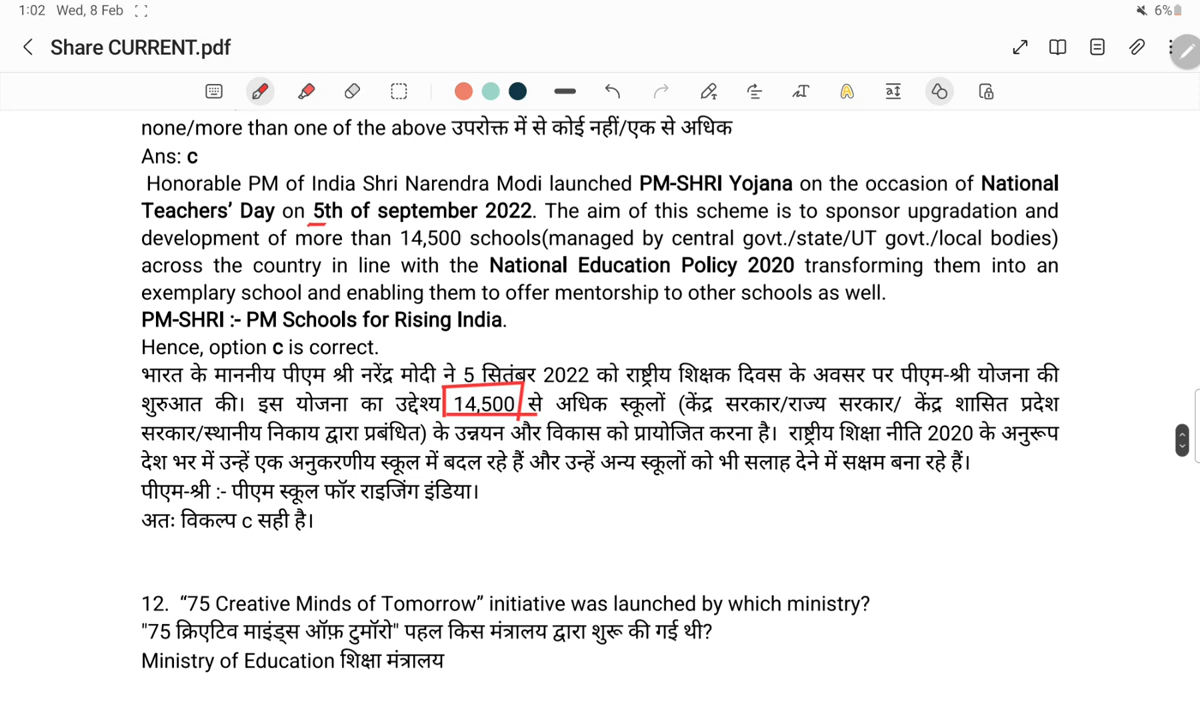 1:02 Wed, 8 Feb
6%
Share CURRENT.pdf
none/more than one of the above उपरोक्त में से कोई नहीं/एक से अधिक
Ans: c
Honorable PM of India Shri Narendra Modi launched PM-SHRI Yojana on the occasion of National
Teachers’ Day on 5th of september 2022. The aim of this scheme is to sponsor upgradation and
development of more than 14,500 schools(managed by central govt./state/UT govt./local bodies)
across the country in line with the National Education Policy 2020 transforming them into an
exemplary school and enabling them to offer mentorship to other schools as well.
PM-SHRI :- PM Schools for Rising India.
Hence, option c is correct.
भारत के माननीय पीएम श्री नरेंद्र मोदी ने 5 सितंबर 2022 को राष्ट्रीय शिक्षक दिवस के अवसर पर पीएम-श्री योजना की
शुरुआत की। इस योजना का उद्देश्य 14,500 से अधिक स्कूलों (केंद्र सरकार/राज्य सरकार/ केंद्र शासित प्रदेश
सरकार/स्थानीय निकाय द्वारा प्रबंधित) के उन्नयन और विकास को प्रायोजित करना है। राष्ट्रीय शिक्षा नीति 2020 के अनुरूप
देश भर में उन्हें एक अनुकरणीय स्कूल में बदल रहे हैं और उन्हें अन्य स्कूलों को भी सलाह देने में सक्षम बना रहे हैं।
पीएम-श्री :- पीएम स्कूल फॉर राइजिंग इंडिया।
अतः विकल्प c सही है।
12. “75 Creative Minds of Tomorrow” initiative was launched by which ministry?
"75 क्रिएटिव माइंड्स ऑफ़ टुमॉरो" पहल किस मंत्रालय द्वारा शुरू की गई थी?
Ministry of Education शिक्षा मंत्रालय